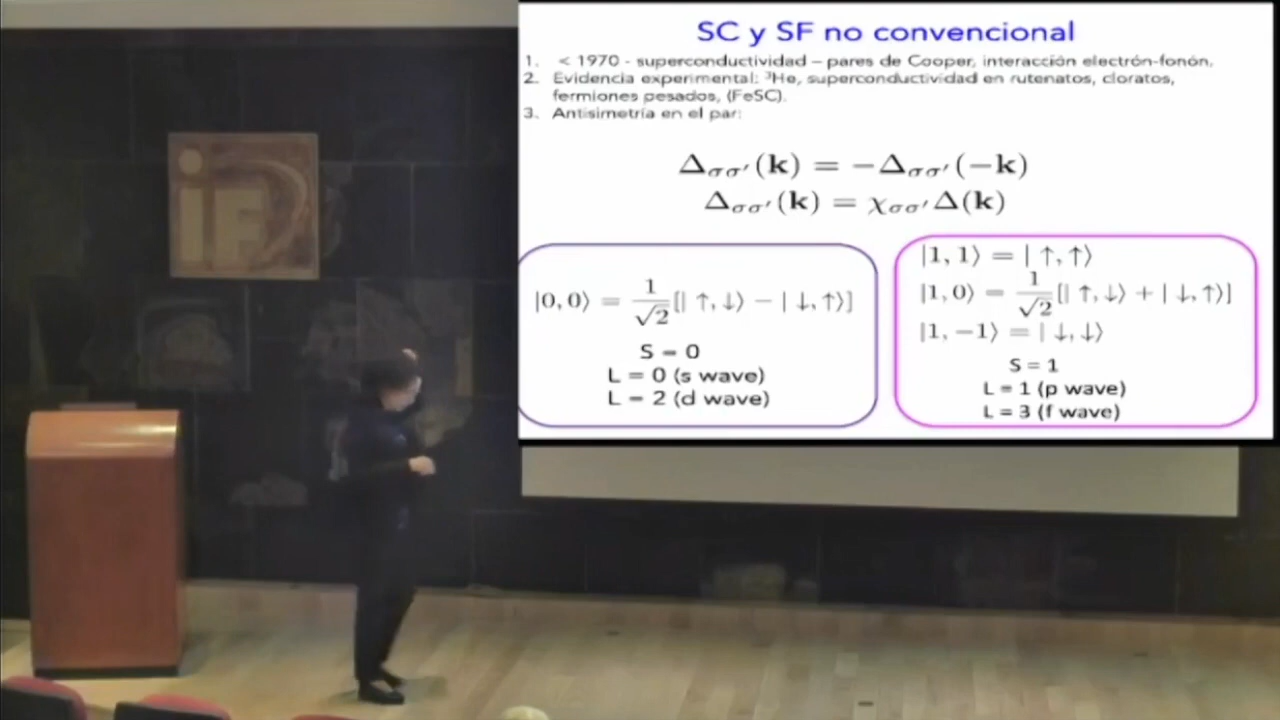 SC y SF no convencional
1. < 1970 - superconductividad – pares de Cooper, interacción electrón-fonón.
2. Evidencia experimental: ³He, superconductividad en rutenatos, cloratos,
fermiones pesados, (FeSC).
3. Antisimetría en el par:
Δσσ′(k) = −Δσσ′(−k)
Δσσ′(k) = χσσ′Δ(k)
|0, 0⟩ = 1/√2 [| ↑, ↓⟩ − | ↓, ↑⟩]
S = 0
L = 0 (s wave)
L = 2 (d wave)
|1, 1⟩ = | ↑, ↑⟩
|1, 0⟩ = 1/√2 [| ↑, ↓⟩ + | ↓, ↑⟩]
|1, −1⟩ = | ↓, ↓⟩
S = 1
L = 1 (p wave)
L = 3 (f wave)
iF